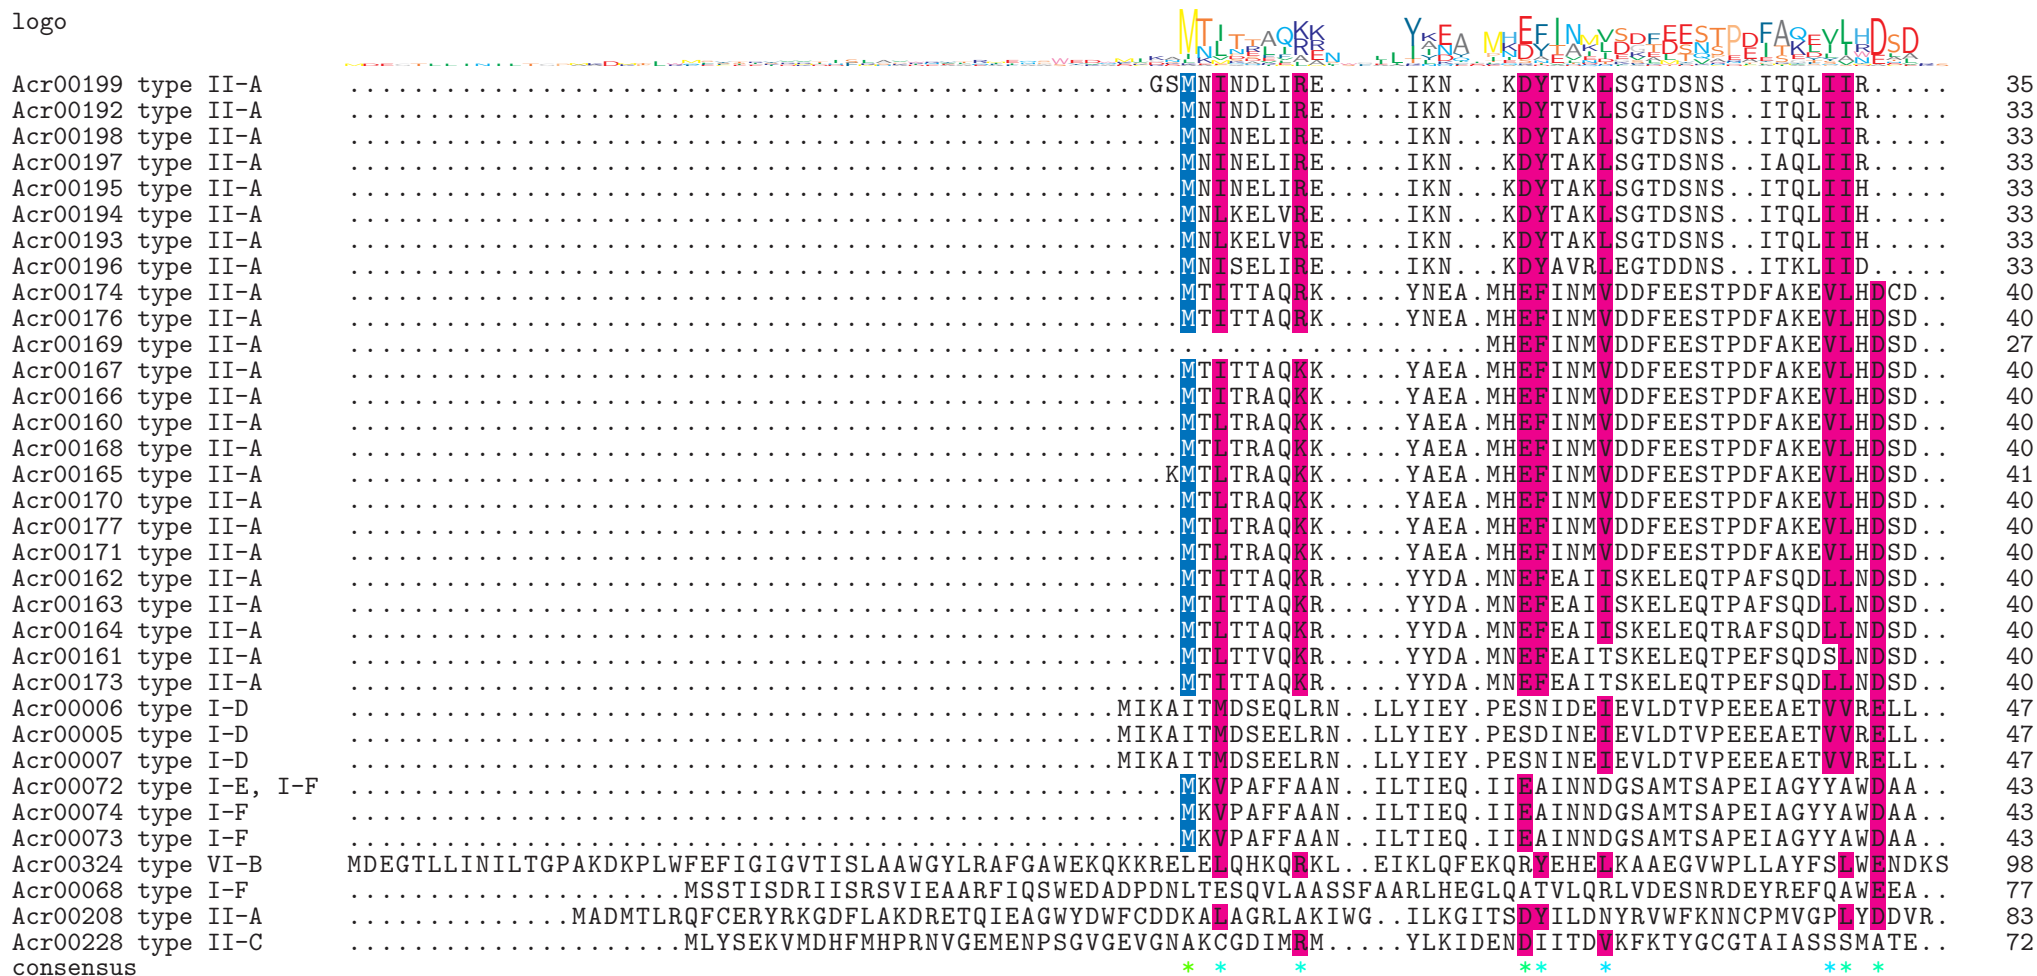 logo
Acr00199 type II-A ..................................................GSMNINDLIRE.....IKN...KDYTVKLSGTDSNS..ITQLIIR..... 35
Acr00192 type II-A ....................................................MNINDLIRE.....IKN...KDYTVKLSGTDSNS..ITQLIIR..... 33
Acr00198 type II-A ....................................................MNINELIRE.....IKN...KDYTAKLSGTDSNS..ITQLIIR..... 33
Acr00197 type II-A ....................................................MNINELIRE.....IKN...KDYTAKLSGTDSNS..IAQLIIR..... 33
Acr00195 type II-A ....................................................MNINELIRE.....IKN...KDYTAKLSGTDSNS..ITQLIIH..... 33
Acr00194 type II-A ....................................................MNLKELVRE.....IKN...KDYTAKLSGTDSNS..ITQLIIH..... 33
Acr00193 type II-A ....................................................MNLKELVRE.....IKN...KDYTAKLSGTDSNS..ITQLIIH..... 33
Acr00196 type II-A ....................................................MNISELIRE.....IKN...KDYAVRLEGTDDNS..ITKLIID..... 33
Acr00174 type II-A ....................................................MTITTAQRK.....YNEA.MHEFINMVDDFEESTPDFAKEVLHDCD.. 40
Acr00176 type II-A ....................................................MTITTAQRK.....YNEA.MHEFINMVDDFEESTPDFAKEVLHDSD.. 40
Acr00169 type II-A .......................................................................MHEFINMVDDFEESTPDFAKEVLHDSD.. 27
Acr00167 type II-A ....................................................MTITTAQKK.....YAEA.MHEFINMVDDFEESTPDFAKEVLHDSD.. 40
Acr00166 type II-A ....................................................MTITRAQKK.....YAEA.MHEFINMVDDFEESTPDFAKEVLHDSD.. 40
Acr00160 type II-A ....................................................MTLTRAQKK.....YAEA.MHEFINMVDDFEESTPDFAKEVLHDSD.. 40
Acr00168 type II-A ....................................................MTLTRAQKK.....YAEA.MHEFINMVDDFEESTPDFAKEVLHDSD.. 40
Acr00165 type II-A ...................................................KMTLTRAQKK.....YAEA.MHEFINMVDDFEESTPDFAKEVLHDSD.. 41
Acr00170 type II-A ....................................................MTLTRAQKK.....YAEA.MHEFINMVDDFEESTPDFAKEVLHDSD.. 40
Acr00177 type II-A ....................................................MTLTRAQKK.....YAEA.MHEFINMVDDFEESTPDFAKEVLHDSD.. 40
Acr00171 type II-A ....................................................MTLTRAQKK.....YAEA.MHEFINMVDDFEESTPDFAKEVLHDSD.. 40
Acr00162 type II-A ....................................................MTITTAQKR.....YYDA.MNEFEAIISKELEQTPAFSQDLLNDSD.. 40
Acr00163 type II-A ....................................................MTITTAQKR.....YYDA.MNEFEAIISKELEQTPAFSQDLLNDSD.. 40
Acr00164 type II-A ....................................................MTLTTAQKR.....YYDA.MNEFEAIISKELEQTRAFSQDLLNDSD.. 40
Acr00161 type II-A ....................................................MTLTTVQKR.....YYDA.MNEFEAITSKELEQTPEFSQDSLNDSD.. 40
Acr00173 type II-A ....................................................MTITTAQKR.....YYDA.MNEFEAITSKELEQTPEFSQDLLNDSD.. 40
Acr00006 type I-D ................................................MIKAITMDSEQLRN..LLYIEY.PESNIDEIEVLDTVPEEEAETVVRELL.. 47
Acr00005 type I-D ................................................MIKAITMDSEELRN..LLYIEY.PESDINEIEVLDTVPEEEAETVVRELL.. 47
Acr00007 type I-D ................................................MIKAITMDSEELRN..LLYIEY.PESNINEIEVLDTVPEEEAETVVRELL.. 47
Acr00072 type I-E, I-F ....................................................MKVPAFFAAN..ILTIEQ.IIEAINNDGSAMTSAPEIAGYYAWDAA.. 43
Acr00074 type I-F ....................................................MKVPAFFAAN..ILTIEQ.IIEAINNDGSAMTSAPEIAGYYAWDAA.. 43
Acr00073 type I-F ....................................................MKVPAFFAAN..ILTIEQ.IIEAINNDGSAMTSAPEIAGYYAWDAA.. 43
Acr00324 type VI-B MDEGTLLINILTGPAKDKPLWFEFIGIGVTISLAAWGYLRAFGAWEKQKKRELELQHKQRKL..EIKLQFEKQRYEHELKAAEGVWPLLAYFSLWENDKS 98
Acr00068 type I-F .....................MSSTISDRIISRSVIEAARFIQSWEDADPDNLTESQVLAASSFAARLHEGLQATVLQRLVDESNRDEYREFQAWEEA.. 77
Acr00208 type II-A ..............MADMTLRQFCERYRKGDFLAKDRETQIEAGWYDWFCDDKALAGRLAKIWG..ILKGITSDYILDNYRVWFKNNCPMVGPLYDDVR. 83
Acr00228 type II-C .....................MLYSEKVMDHFMHPRNVGEMENPSGVGEVGNAKCGDIMRM.....YLKIDENDIITDVKFKTYGCGTAIASSSMATE.. 72
consensus * * * ** * ** *